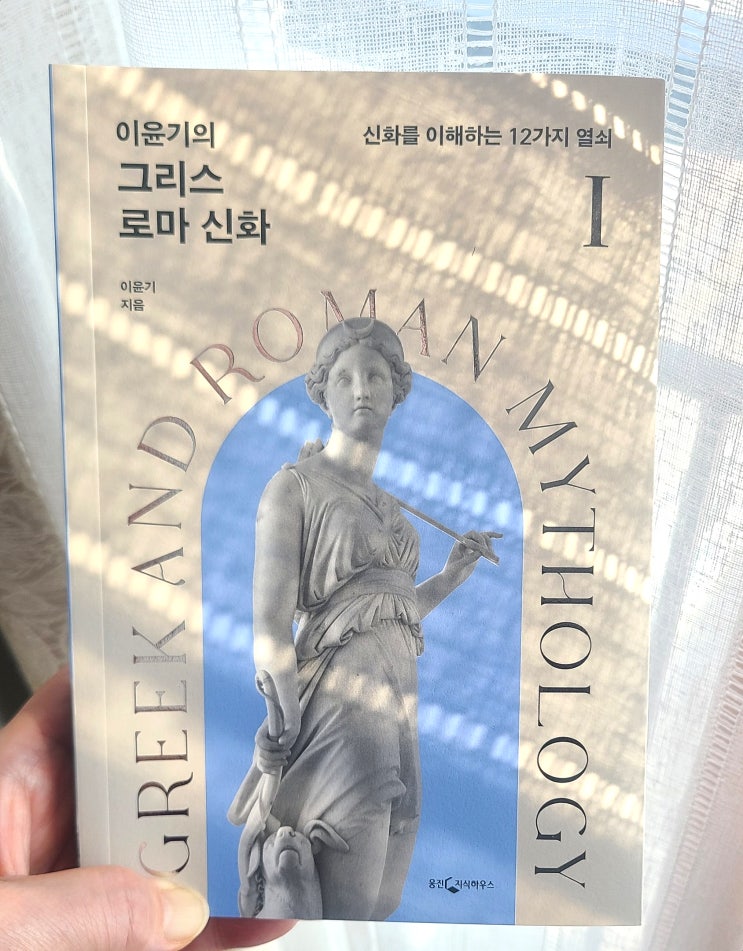 이윤기의
그리스
로마 신화
신화를 이해하는 12가지 열쇠
I
이윤기
지음
GREEK AND ROMAN MYTHOLOGY
웅진 지식하우스